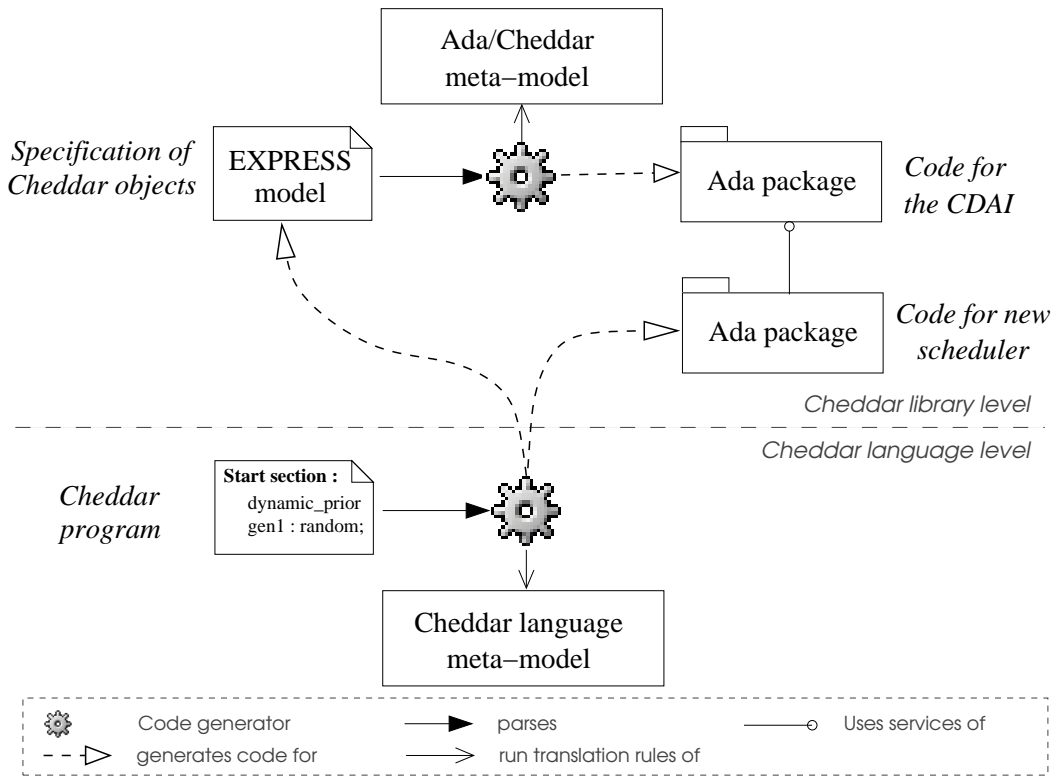 Ada/Cheddar
meta−model
Specification of
Cheddar objects
EXPRESS
model
Ada package
Code for
the CDAI
Ada package
Code for new
scheduler
Cheddar library level
Cheddar language level
Cheddar
program
Start section :
dynamic_prior
gen1 : random;
Cheddar language
meta−model
Code generator
parses
Uses services of
generates code for
run translation rules of